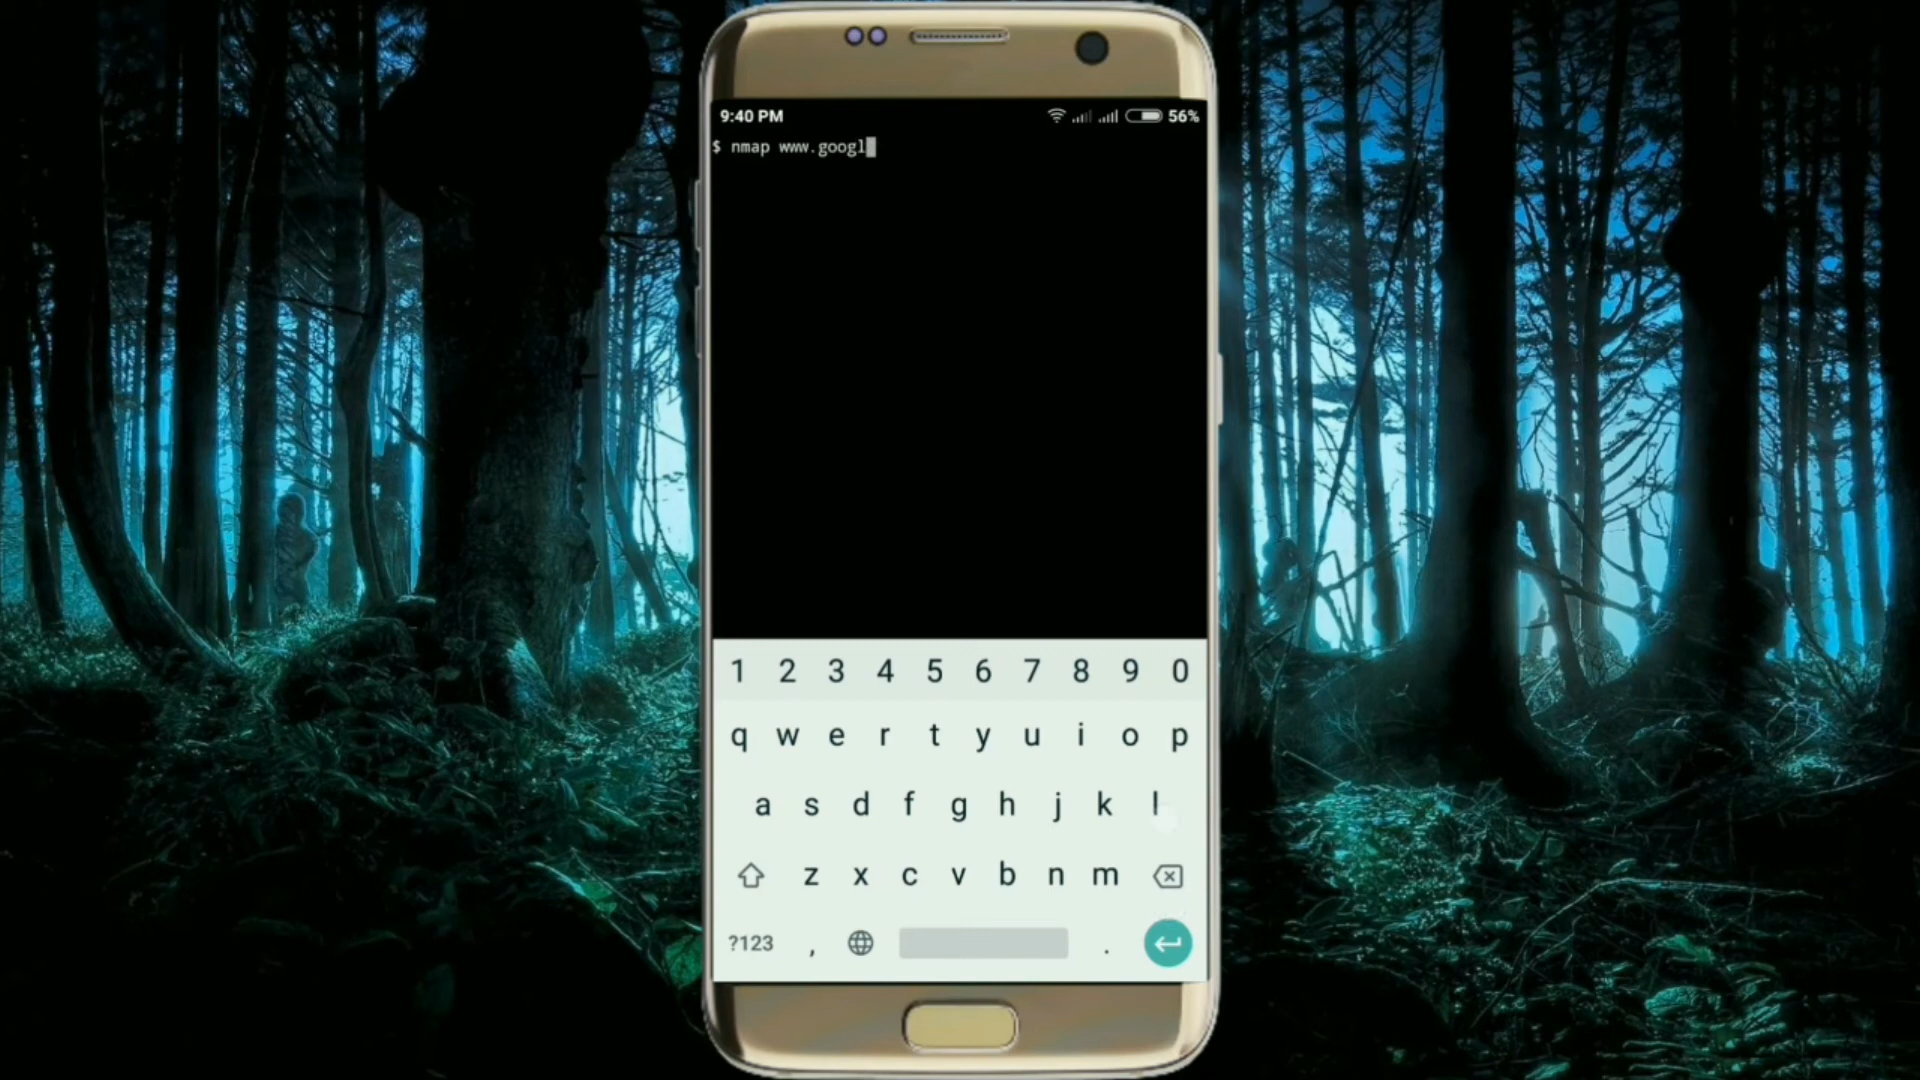 9:40 PM 56%
$ nmap www.googl
1 2 3 4 5 6 7 8 9 0
q w e r t y u i o p
a s d f g h j k l
z x c v b n m
?123 , .